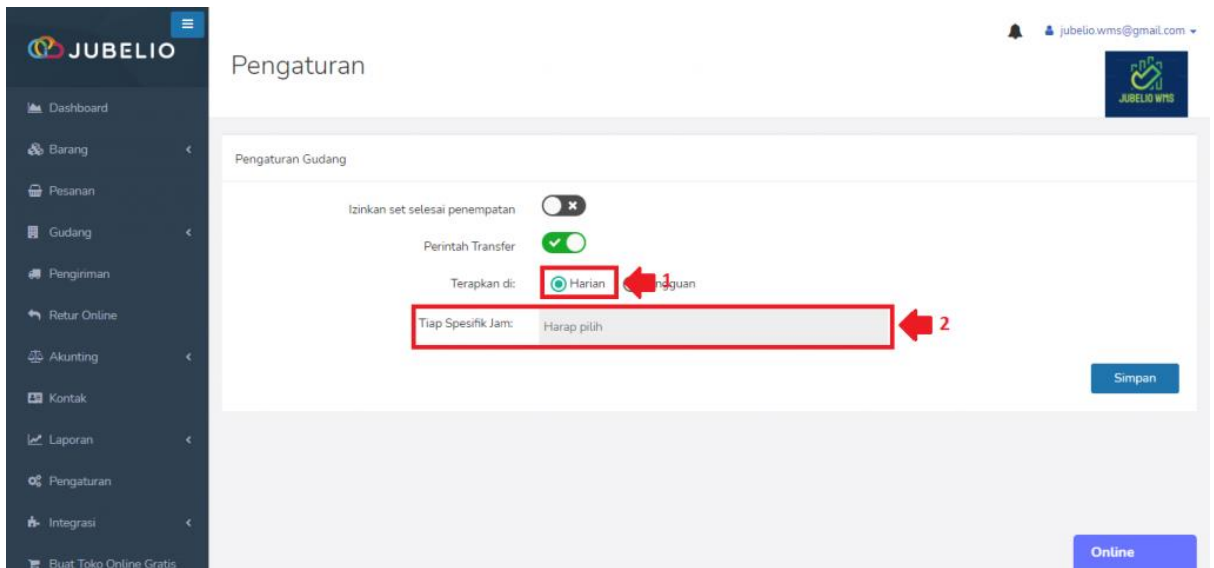 JUBELIO
jubelio.wms@gmail.com
Pengaturan
JUBELIO WMS
Dashboard
Barang
Pesanan
Gudang
Pengiriman
Retur Online
Akunting
Kontak
Laporan
Pengaturan
Integrasi
Buat Toko Online Gratis
Pengaturan Gudang
Izinkan set selesai penempatan
Perintah Transfer
Terapkan di: Harian 1
Tiap Spesifik Jam: Harap pilih 2
Simpan
Online